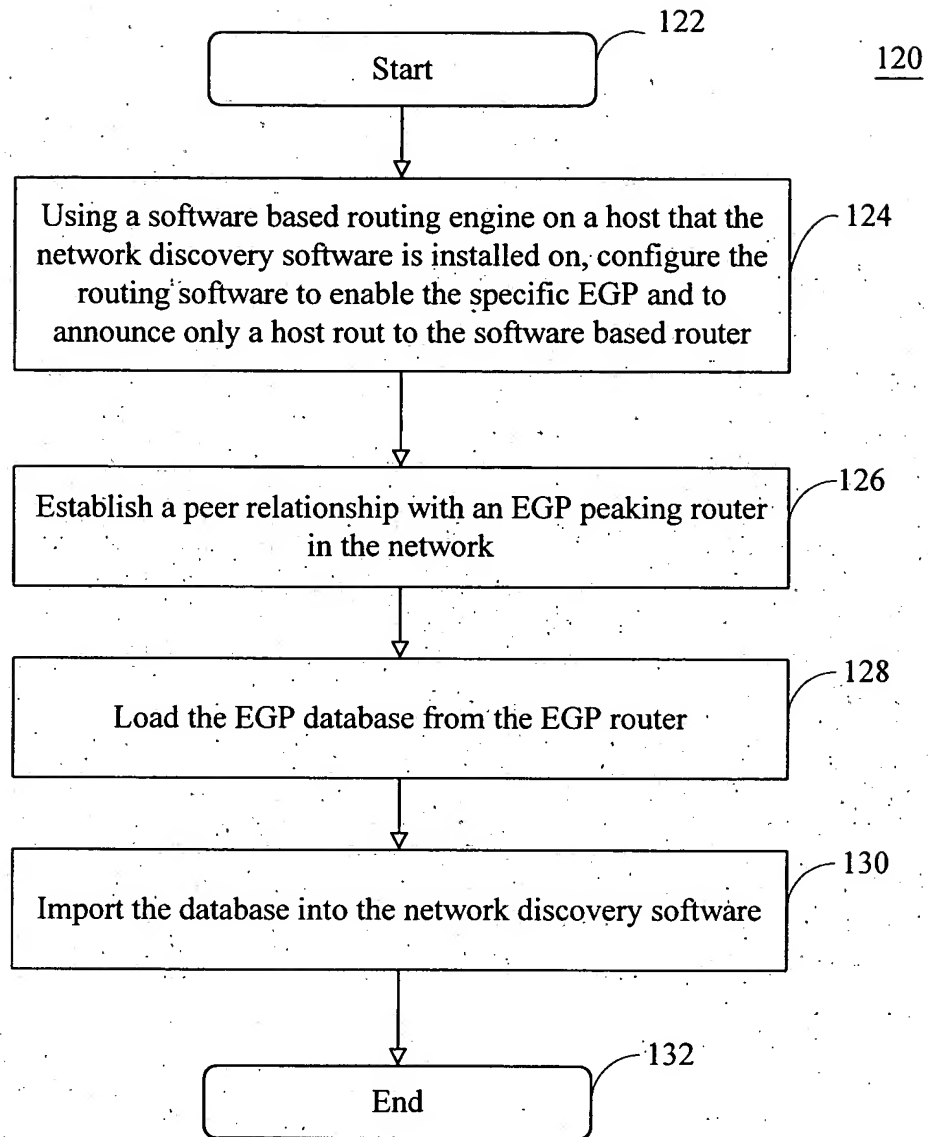 122
120
Start
Using a software based routing engine on a host that the
124
network discovery software is installed on, configure the
routing software to enable the specific EGP and to
announce only a host rout to the software based router
126
Establish a peer relationship with an EGP peaking router
in the network
128
Load the EGP database from the EGP router
130
Import the database into the network discovery software
132
End